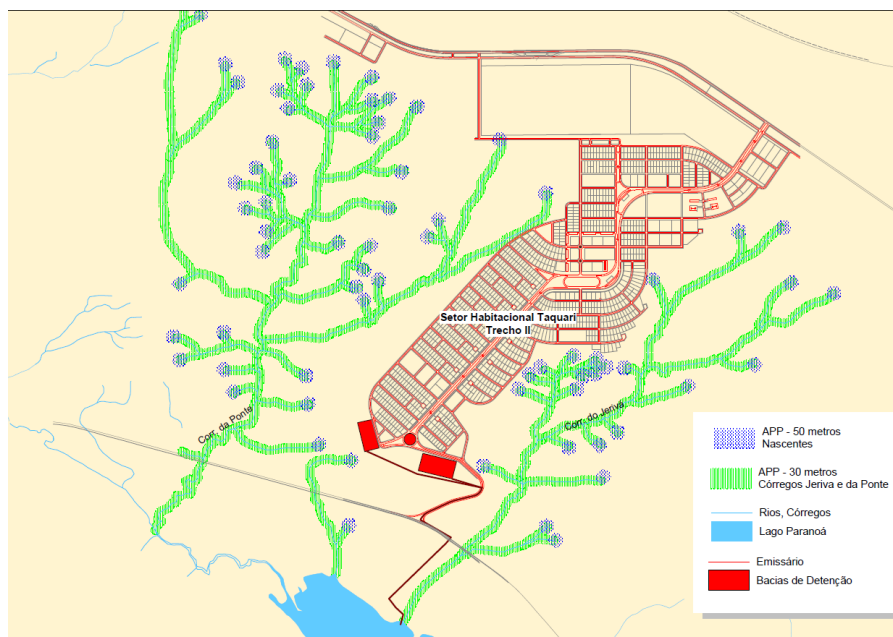 Setor Habitacional Taquari
Trecho II
Corr. da Ponte
Corr. do Jeriva
APP - 50 metros
Nascentes
APP - 30 metros
Córregos Jeriva e da Ponte
Rios, Córregos
Lago Paranoá
Emissário
Bacias de Detenção